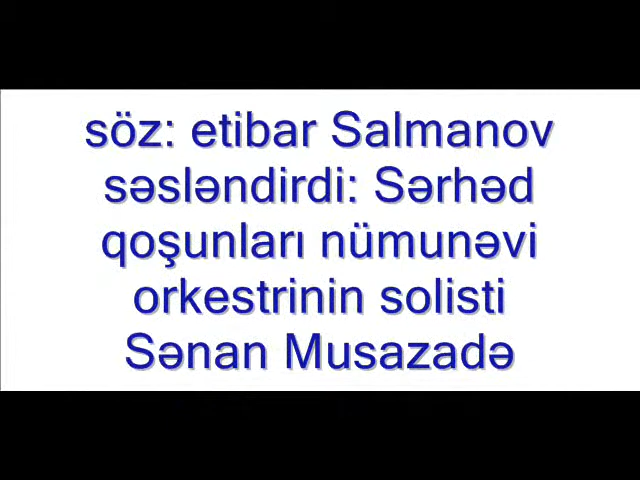 söz: etibar Salmanov
səsləndirdi: Sərhəd
qoşunları nümunəvi
orkestrinin solisti
Sənan Musazadə